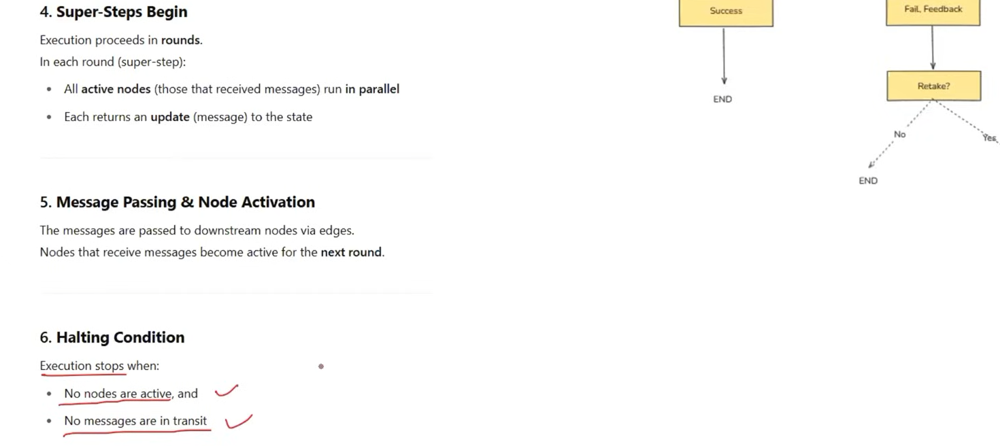 4. Super-Steps Begin
Execution proceeds in rounds.
In each round (super-step):
• All active nodes (those that received messages) run in parallel
• Each returns an update (message) to the state
5. Message Passing & Node Activation
The messages are passed to downstream nodes via edges.
Nodes that receive messages become active for the next round.
6. Halting Condition
Execution stops when:
• No nodes are active, and
• No messages are in transit
Success
END
Fail, Feedback
Retake?
No
Yes
END